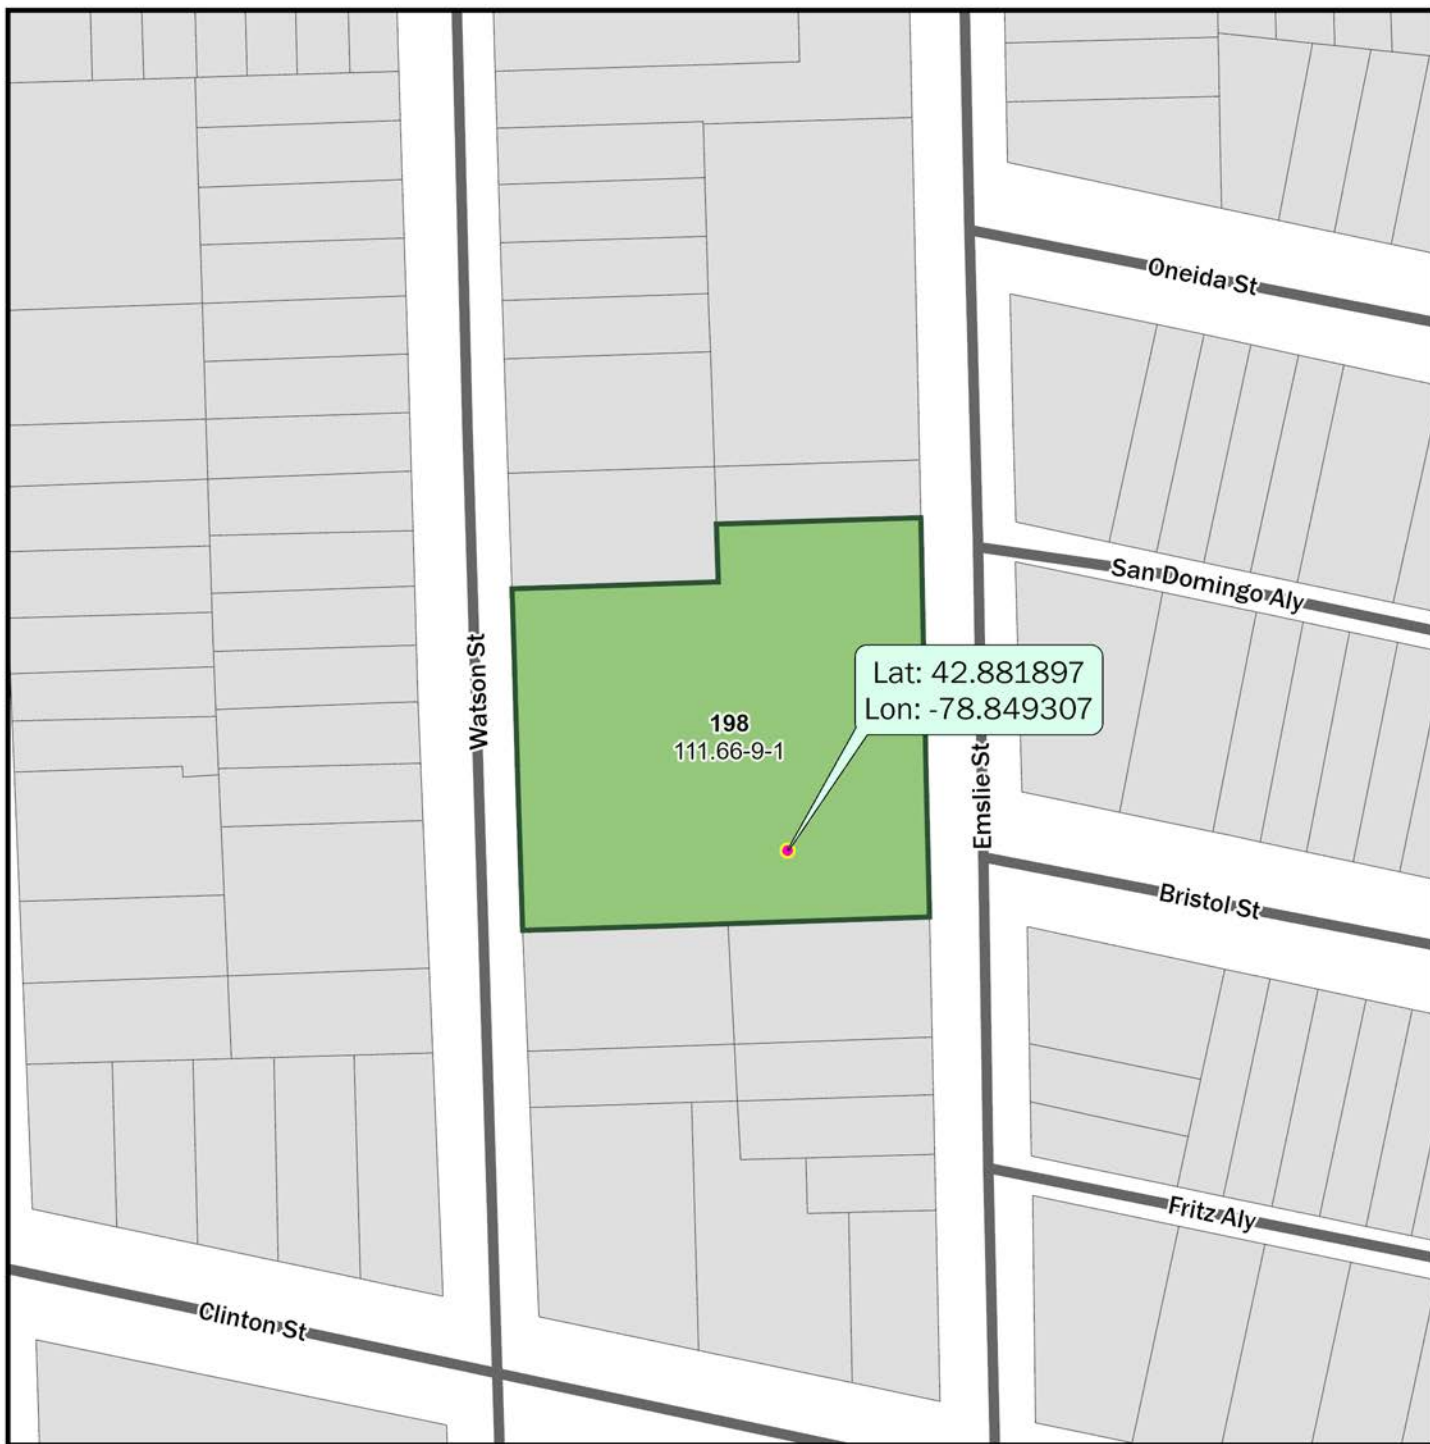 Oneida St
San Domingo Aly
Watson St
Lat: 42.881897
Lon: -78.849307
198
111.66-9-1
Emslie St
Bristol St
Fritz Aly
Clinton St